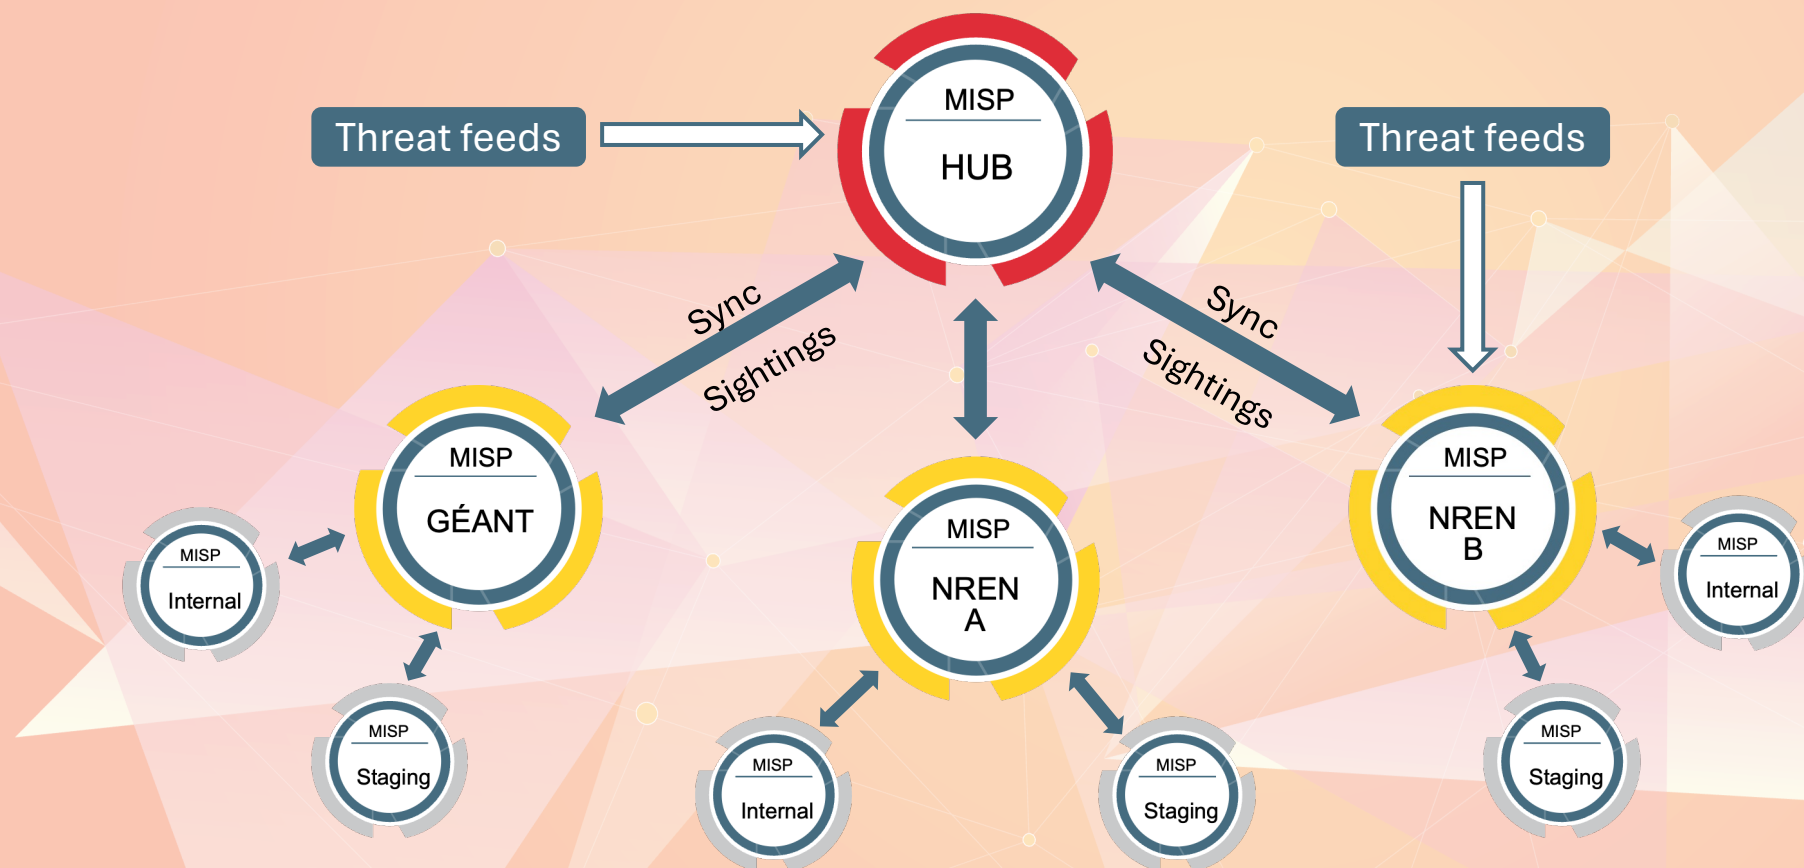 MISP
HUB
Threat feeds
Threat feeds
Sync
Sightings
Sync
Sightings
MISP
GÉANT
MISP
NREN
A
MISP
NREN
B
MISP
Internal
MISP
Staging
MISP
Internal
MISP
Staging
MISP
Staging
MISP
Internal